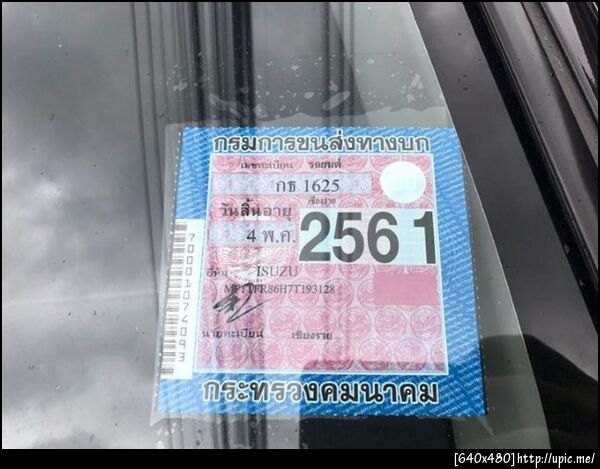 กรมการขนส่งทางบก
เลขทะเบียน รถยนต์
กธ 1625
เชียงราย
วันสิ้นอายุ
4 พ.ค. 2561
ISUZU
นายทะเบียน เชียงราย
กระทรวงคมนาคม
[640x480]http://upic.me/